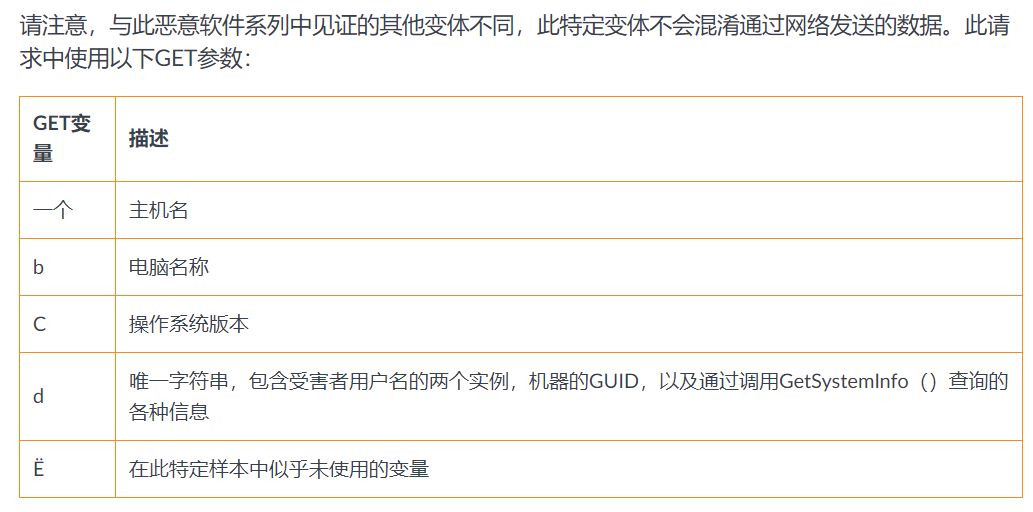 请注意，与此恶意软件系列中见证的其他变体不同，此特定变体不会混淆通过网络发送的数据。此请
求中使用以下GET参数：
GET变
量
描述
一个
主机名
b
电脑名称
C
操作系统版本
d
唯一字符串，包含受害者用户名的两个实例，机器的GUID，以及通过调用GetSystemInfo（）查询的
各种信息
Ë
在此特定样本中似乎未使用的变量